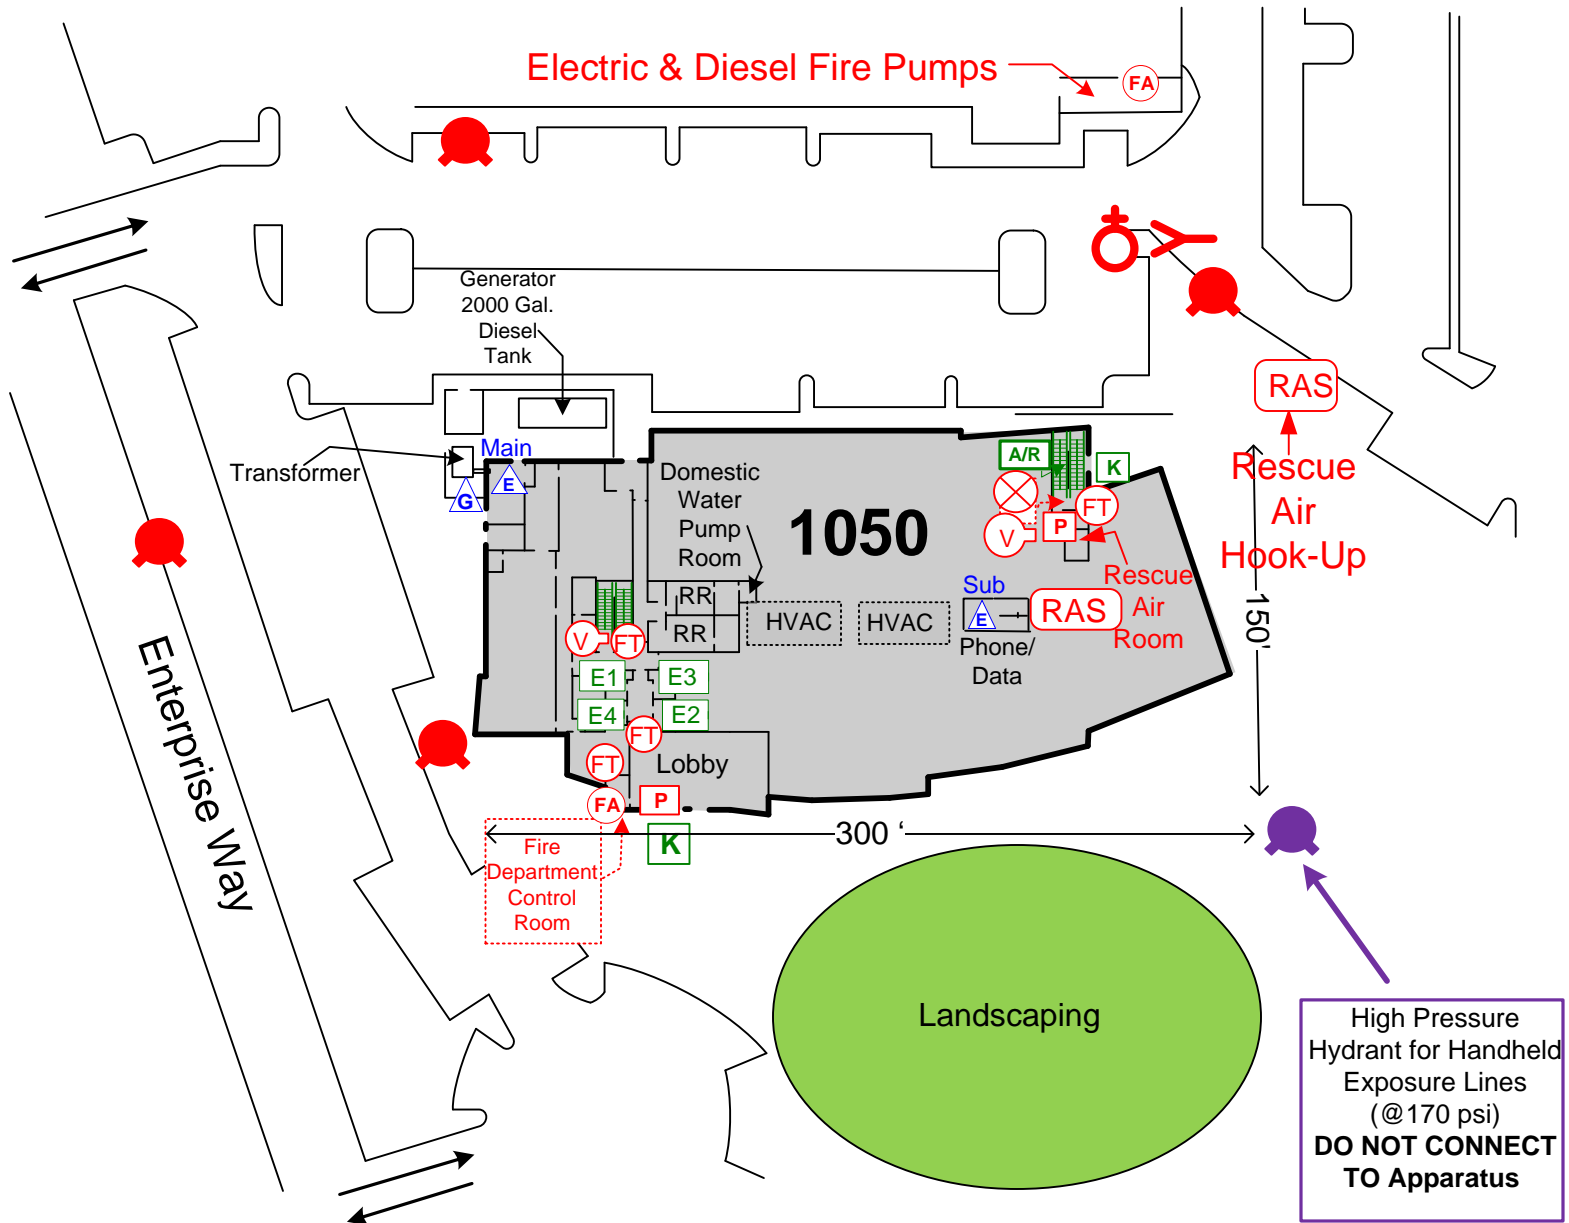 Electric & Diesel Fire Pumps
FA
Generator
2000 Gal.
Diesel
Tank
RAS
Rescue
Air
Hook-Up
Transformer
Main
E
G
Domestic
Water
Pump
Room
1050
A/R
K
FT
V
P
Rescue
Air
Room
RAS
Sub
E
Phone/
Data
HVAC
HVAC
RR
RR
V
FT
E1
E3
E4
E2
FT
FT
Lobby
FA
P
K
Fire
Department
Control
Room
300 ‘
150'
Enterprise Way
Landscaping
High Pressure
Hydrant for Handheld
Exposure Lines
(@170 psi)
DO NOT CONNECT
TO Apparatus